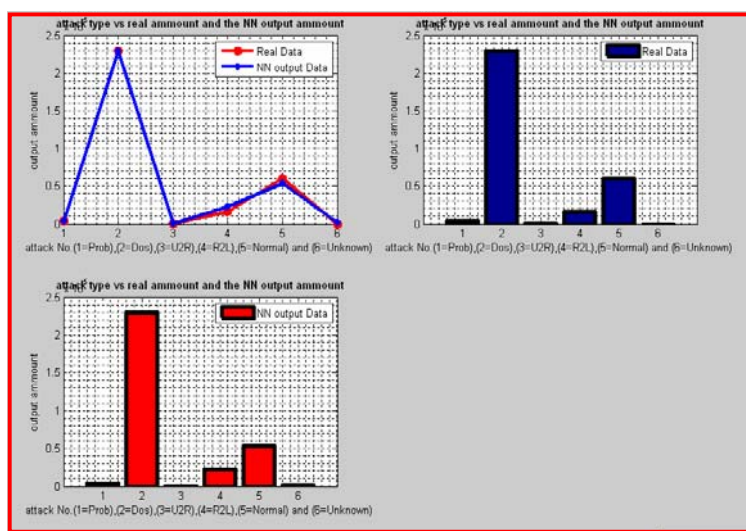 attack type vs real ammount and the NN output ammount
2.5
2
1.5
1
0.5
0
output ammount
Real Data
NN output Data
1 2 3 4 5 6
attack No.(1=Prob),(2=Dos),(3=U2R),(4=R2L),(5=Normal) and (6=Unknown)
attack type vs real ammount and the NN output ammount
2.5
2
1.5
1
0.5
0
output ammount
Real Data
1 2 3 4 5 6
attack No.(1=Prob),(2=Dos),(3=U2R),(4=R2L),(5=Normal) and (6=Unknown)
attack type vs real ammount and the NN output ammount
2.5
2
1.5
1
0.5
0
output ammount
NN output Data
1 2 3 4 5 6
attack No.(1=Prob),(2=Dos),(3=U2R),(4=R2L),(5=Normal) and (6=Unknown)